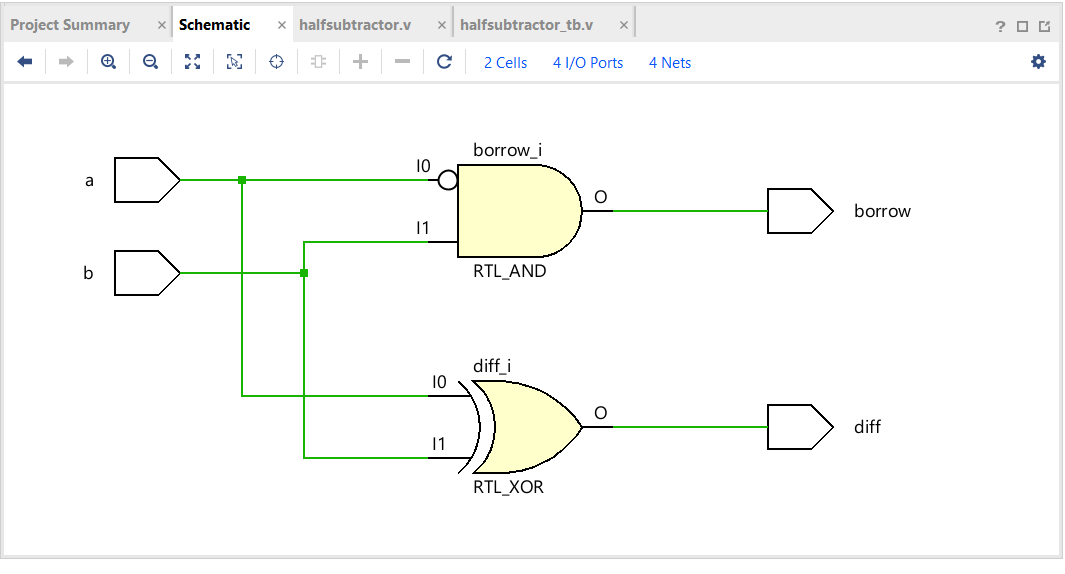 Project Summary × Schematic × halfsubtractor.v × halfsubtractor_tb.v × ?
2 Cells 4 I/O Ports 4 Nets
borrow_i
I0
a
O
borrow
I1
b
RTL_AND
diff_i
I0
O
diff
I1
RTL_XOR